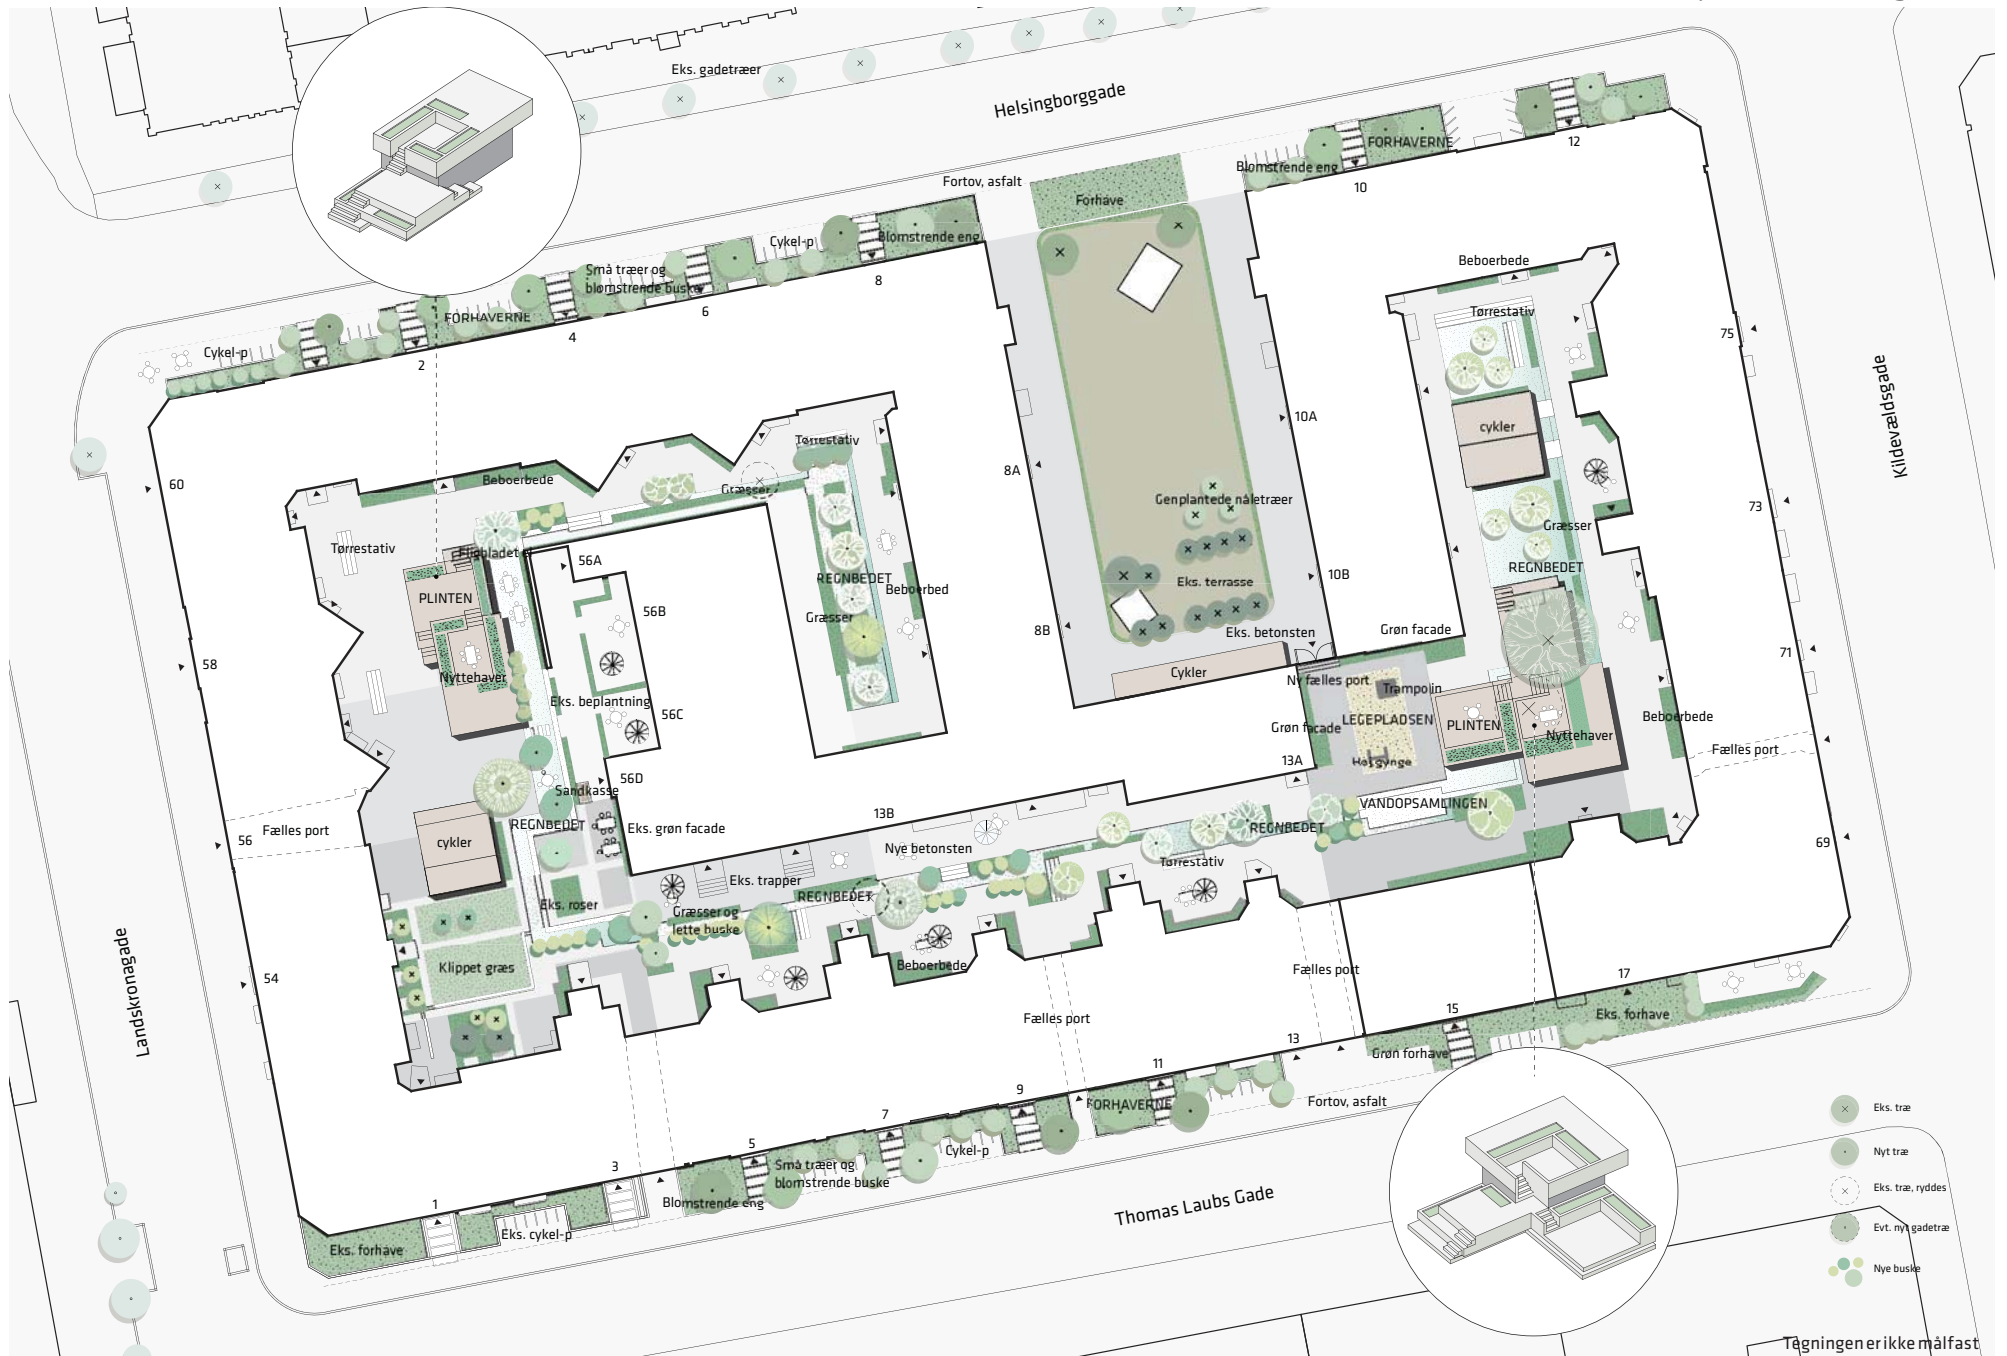 Eks. gadetræer
Helsingborggade
Fortov, asfalt
Forhave
Blomstrende eng
FORHAVERNE
10
12
Cykel-p
Blomstrende eng
8
Små træer og
blomstrende buske
6
FORHAVERNE
4
Cykel-p
2
Beboerbede
Tørrestativ
75
Kildevældsgade
cykler
Græsser
REGNBEDET
73
71
69
10A
10B
8A
8B
Genplantede nåletræer
Eks. terrasse
Eks. betonsten
Cykler
Grøn facade
Ny fælles port
Trampolin
LEGEPLADSEN
Grøn facade
Hængynge
13A
PLINTEN
Nyttehaver
Beboerbede
Fælles port
VANDOPSAMLINGEN
REGNBEDET
60
58
56
54
Landskronagade
Beboerbede
Tørrestativ
Græsser
Tørrestativ
PLINTEN
Nyttehaver
56A
56B
56C
56D
Eks. beplantning
REGNBEDET
Beboerbed
Græsser
Sandkasse
REGNBEDET
Eks. grøn facade
Fælles port
cykler
Eks. roser
Klippet græs
13B
Nye betonsten
Eks. trapper
REGNBEDET
Græsser og
lette buske
Beboerbede
Tørrestativ
Fælles port
Fælles port
17
Eks. forhave
15
Grøn forhave
13
11
FORHAVERNE
Fortov, asfalt
9
7
Cykel-p
5
Små træer og
blomstrende buske
Blomstrende eng
3
1
Eks. cykel-p
Eks. forhave
Thomas Laubs Gade
Eks. træ
Nyt træ
Eks. træ, ryddes
Evt. nyt gadetræ
Nye buske
Tegningen er ikke målfast